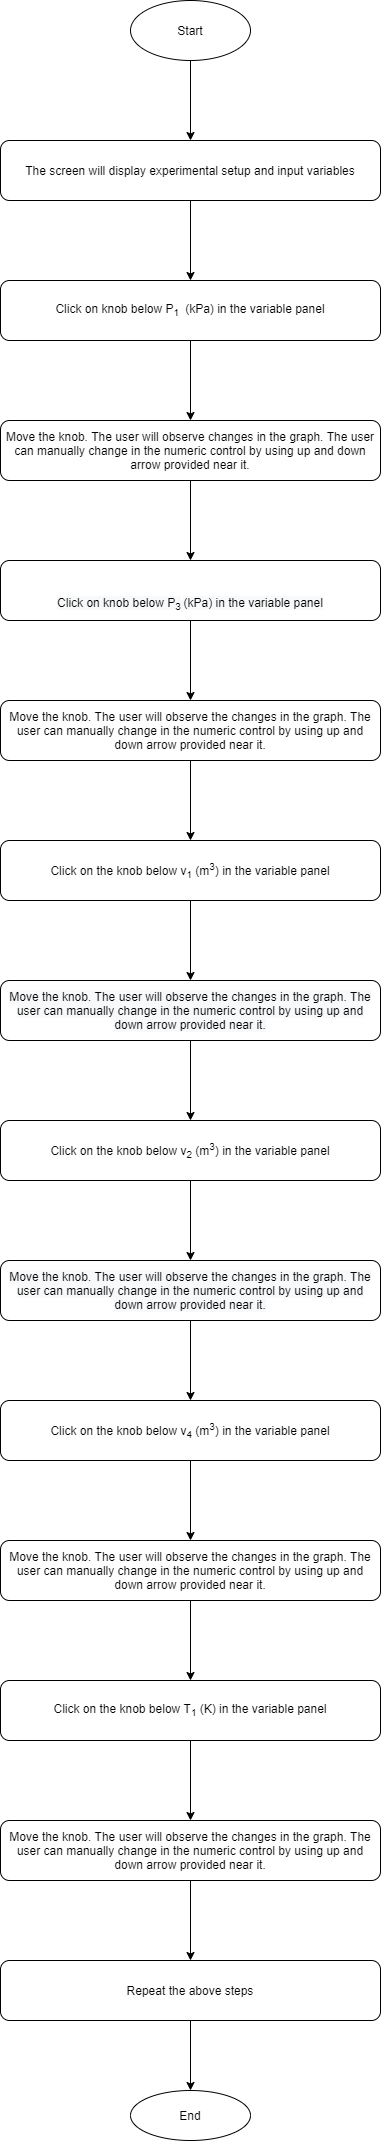 Start
The screen will display experimental setup and input variables
Click on knob below P₁ (kPa) in the variable panel
Move the knob. The user will observe changes in the graph. The user
can manually change in the numeric control by using up and down
arrow provided near it.
Click on knob below P₃ (kPa) in the variable panel
Move the knob. The user will observe the changes in the graph. The
user can manually change in the numeric control by using up and
down arrow provided near it.
Click on the knob below v₁ (m³) in the variable panel
Move the knob. The user will observe the changes in the graph. The
user can manually change in the numeric control by using up and
down arrow provided near it.
Click on the knob below v₂ (m³) in the variable panel
Move the knob. The user will observe the changes in the graph. The
user can manually change in the numeric control by using up and
down arrow provided near it.
Click on the knob below v₄ (m³) in the variable panel
Move the knob. The user will observe the changes in the graph. The
user can manually change in the numeric control by using up and
down arrow provided near it.
Click on the knob below T₁ (K) in the variable panel
Move the knob. The user will observe the changes in the graph. The
user can manually change in the numeric control by using up and
down arrow provided near it.
Repeat the above steps
End